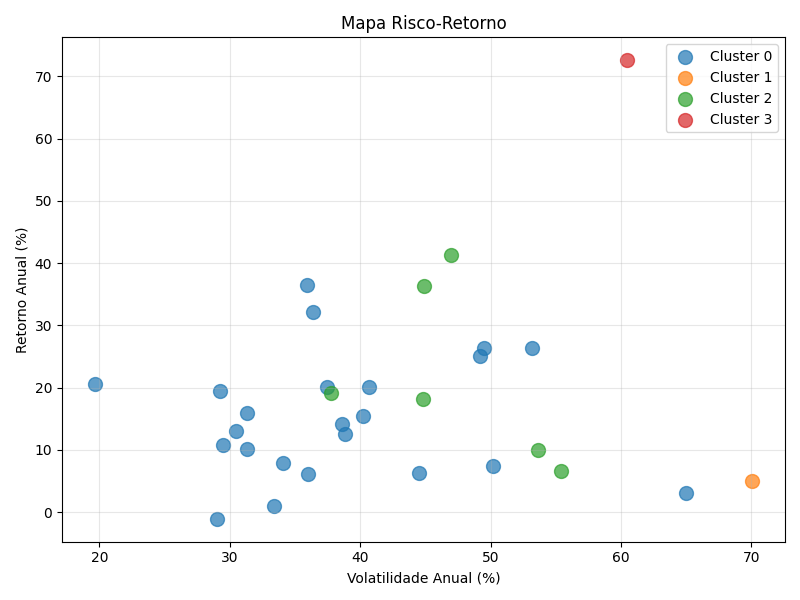 Mapa Risco-Retorno
Cluster 0
Cluster 1
Cluster 2
Cluster 3
Retorno Anual (%)
70
60
50
40
30
20
10
0
20 30 40 50 60 70
Volatilidade Anual (%)